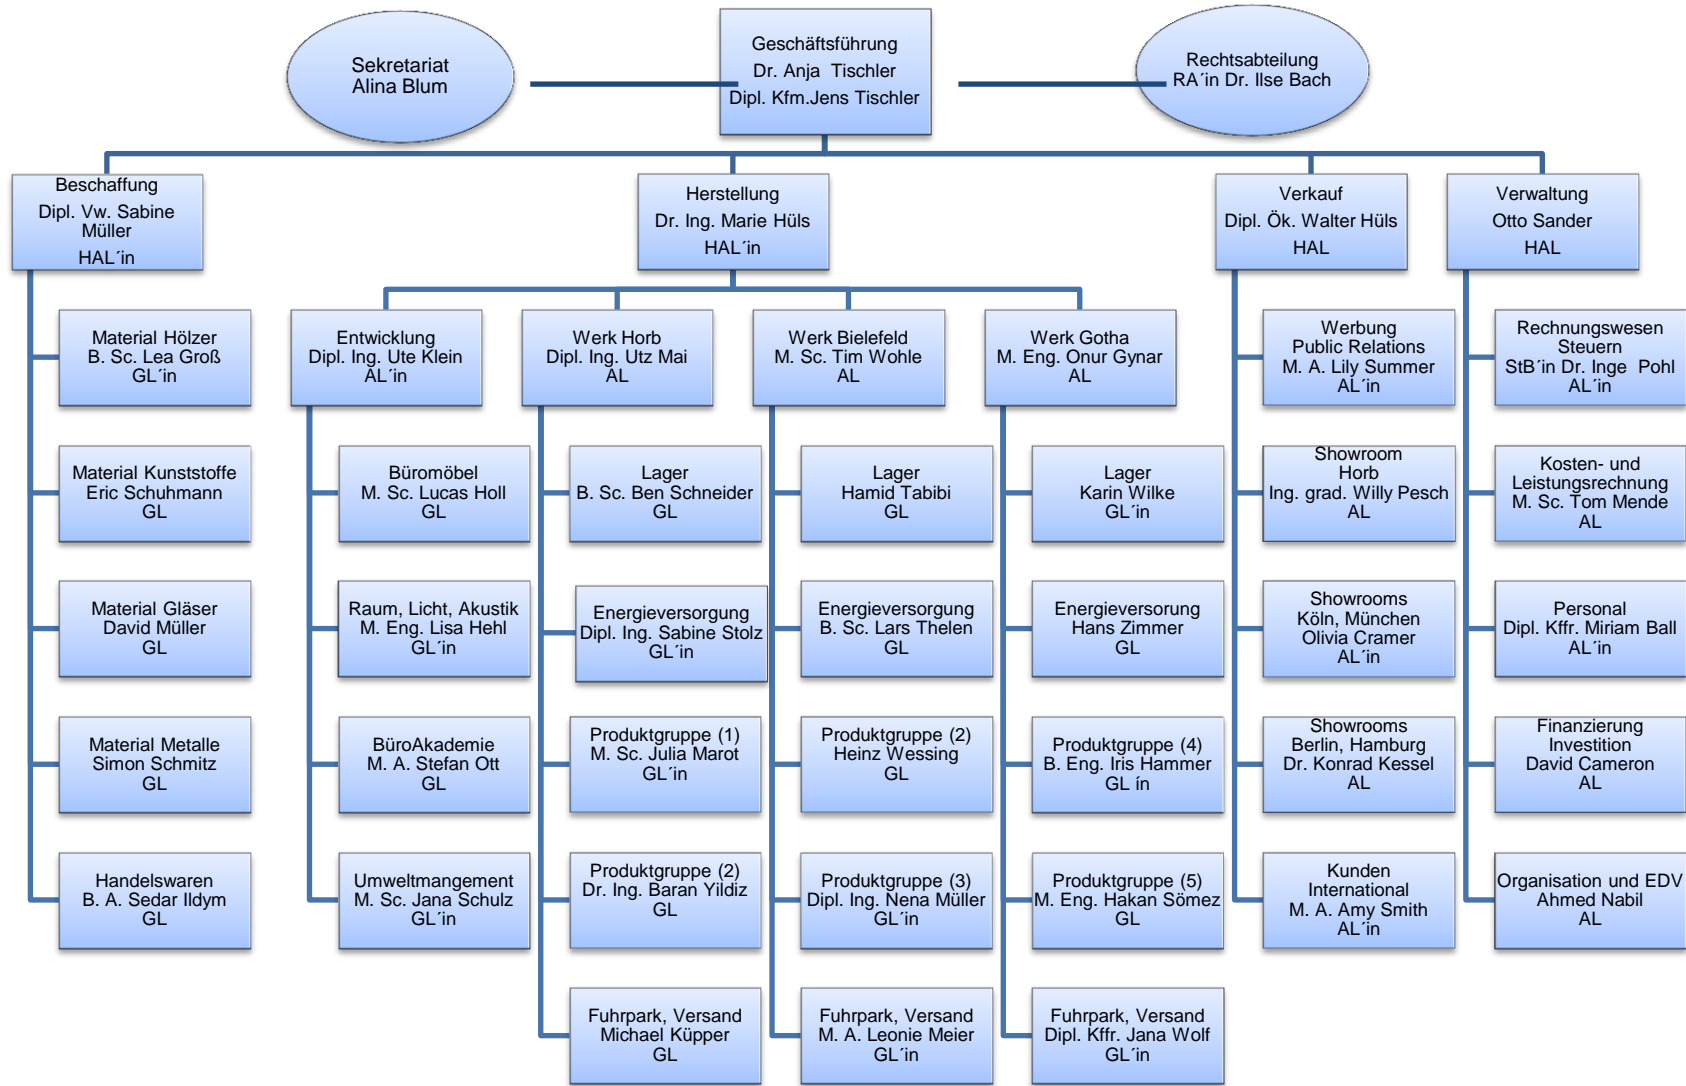 Sekretariat
Alina Blum
Geschäftsführung
Dr. Anja  Tischler
Dipl. Kfm.Jens Tischler
Rechtsabteilung
RA´in Dr. Ilse Bach
Beschaffung
Dipl. Vw. Sabine
Müller
HAL´in
Herstellung
Dr. Ing. Marie Hüls
HAL´in
Verkauf
Dipl. Ök. Walter Hüls
HAL
Verwaltung
Otto Sander
HAL
Material Hölzer
B. Sc. Lea Groß
GL´in
Material Kunststoffe
Eric Schuhmann
GL
Material Gläser
David Müller
GL
Material Metalle
Simon Schmitz
GL
Handelswaren
B. A. Sedar Ildym
GL
Entwicklung
Dipl. Ing. Ute Klein
AL´in
Büromöbel
M. Sc. Lucas Holl
GL
Raum, Licht, Akustik
M. Eng. Lisa Hehl
GL´in
BüroAkademie
M. A. Stefan Ott
GL
Umweltmangement
M. Sc. Jana Schulz
GL´in
Werk Horb
Dipl. Ing. Utz Mai
AL
Lager
B. Sc. Ben Schneider
GL
Energieversorgung
Dipl. Ing. Sabine Stolz
GL´in
Produktgruppe (1)
M. Sc. Julia Marot
GL´in
Produktgruppe (2)
Dr. Ing. Baran Yildiz
GL
Fuhrpark, Versand
Michael Küpper
GL
Werk Bielefeld
M. Sc. Tim Wohle
AL
Lager
Hamid Tabibi
GL
Energieversorgung
B. Sc. Lars Thelen
GL
Produktgruppe (2)
Heinz Wessing
GL
Produktgruppe (3)
Dipl. Ing. Nena Müller
GL´in
Fuhrpark, Versand
M. A. Leonie Meier
GL´in
Werk Gotha
M. Eng. Onur Gynar
AL
Lager
Karin Wilke
GL´in
Energieversorung
Hans Zimmer
GL
Produktgruppe (4)
B. Eng. Iris Hammer
GL ín
Produktgruppe (5)
M. Eng. Hakan Sömez
GL
Fuhrpark, Versand
Dipl. Kffr. Jana Wolf
GL´in
Werbung
Public Relations
M. A. Lily Summer
AL´in
Showroom
Horb
Ing. grad. Willy Pesch
AL
Showrooms
Köln, München
Olivia Cramer
AL´in
Showrooms
Berlin, Hamburg
Dr. Konrad Kessel
AL
Kunden
International
M. A. Amy Smith
AL´in
Rechnungswesen
Steuern
StB´in Dr. Inge  Pohl
AL´in
Kosten- und
Leistungsrechnung
M. Sc. Tom Mende
AL
Personal
Dipl. Kffr. Miriam Ball
AL´in
Finanzierung
Investition
David Cameron
AL
Organisation und EDV
Ahmed Nabil
AL